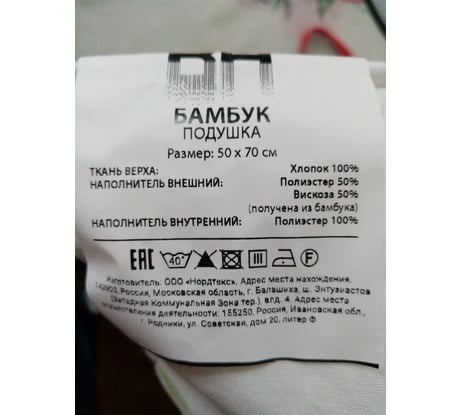 БАМБУК
ПОДУШКА
Размер: 50 x 70 см
ТКАНЬ ВЕРХА: Хлопок 100%
НАПОЛНИТЕЛЬ ВНЕШНИЙ: Полиэстер 50%
Вискоза 50%
(получена из бамбука)
НАПОЛНИТЕЛЬ ВНУТРЕННИЙ: Полиэстер 100%
ЕАС 40° F
Изготовитель: ООО «Нордтекс». Адрес места нахождения,
143900, Россия, Московская область, г. Балашиха, ш. Энтузиастов
(Западная Коммунальная Зона тер.), влд. 4. Адрес места
осуществления деятельности: 155250, Россия, Ивановская обл.,
г. Родники, ул. Советская, дом 20, литер Ф